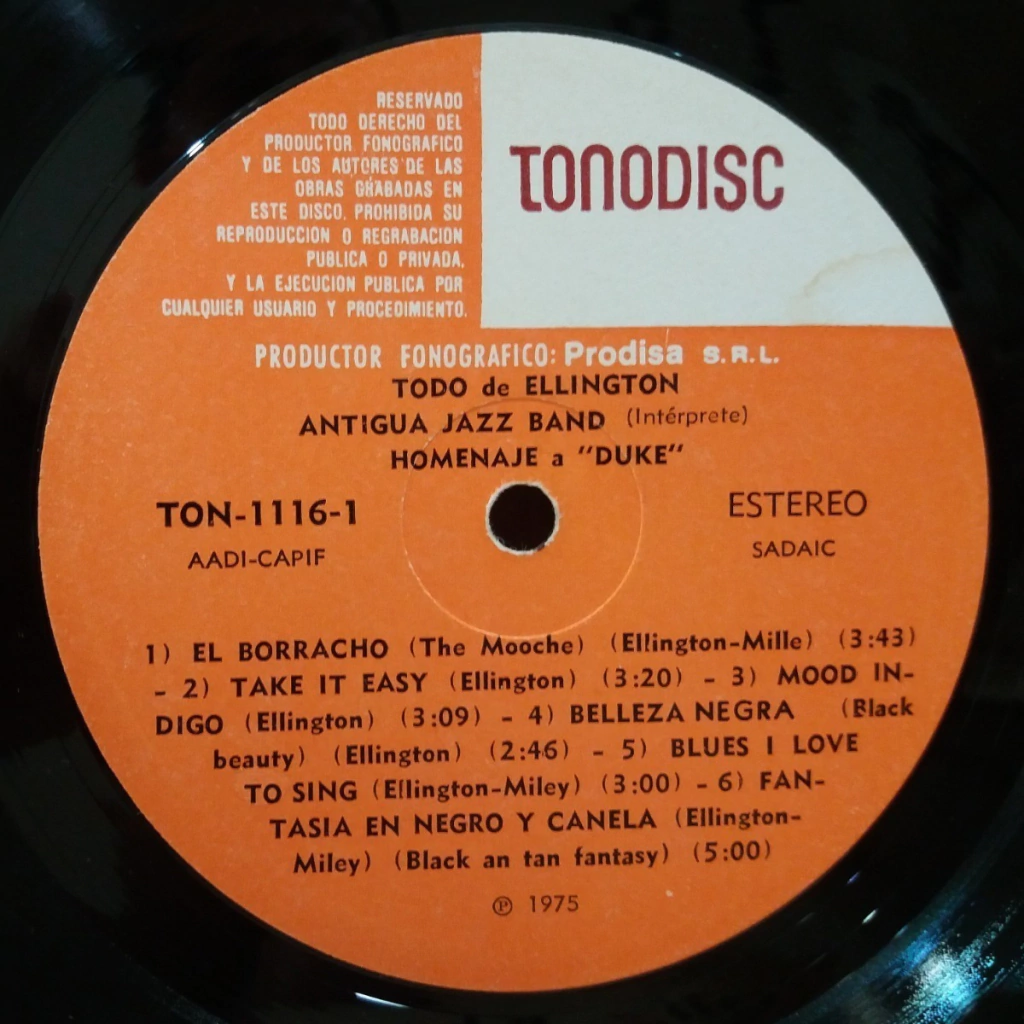 RESERVADO
TODO DERECHO DEL
PRODUCTOR FONOGRAFICO
Y DE LOS AUTORES DE LAS
OBRAS GRABADAS EN
ESTE DISCO. PROHIBIDA SU
REPRODUCCION O REGRABACION
PUBLICA O PRIVADA,
Y LA EJECUCION PUBLICA POR
CUALQUIER USUARIO Y PROCEDIMIENTO.
TONODISC
PRODUCTOR FONOGRAFICO: Prodisa S.R.L.
TODO de ELLINGTON
ANTIGUA JAZZ BAND (Intérprete)
HOMENAJE a "DUKE"
TON-1116-1
AADI-CAPIF
ESTEREO
SADAIC
1) EL BORRACHO (The Mooche) (Ellington-Mille) (3:43)
- 2) TAKE IT EASY (Ellington) (3:20) - 3) MOOD IN-
DIGO (Ellington) (3:09) - 4) BELLEZA NEGRA (Black
beauty) (Ellington) (2:46) - 5) BLUES I LOVE
TO SING (Ellington-Miley) (3:00) - 6) FAN-
TASIA EN NEGRO Y CANELA (Ellington-
Miley) (Black an tan fantasy) (5:00)
℗ 1975